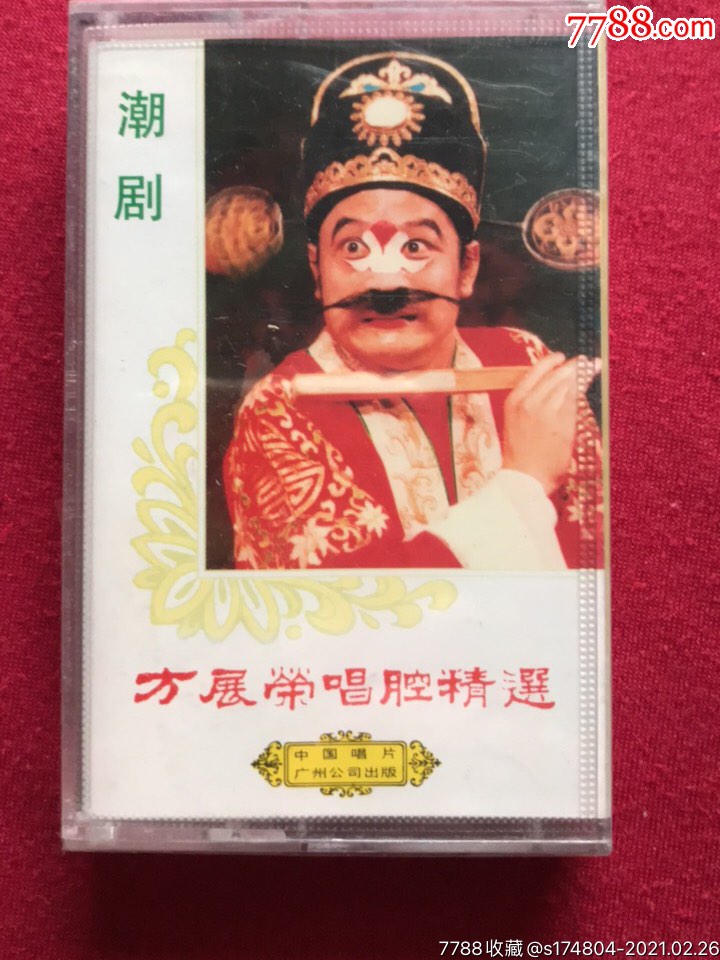 7788.com
潮
剧
方展榮唱腔精選
中国唱片
广州公司出版
7788收藏@s174804-2021.02.26